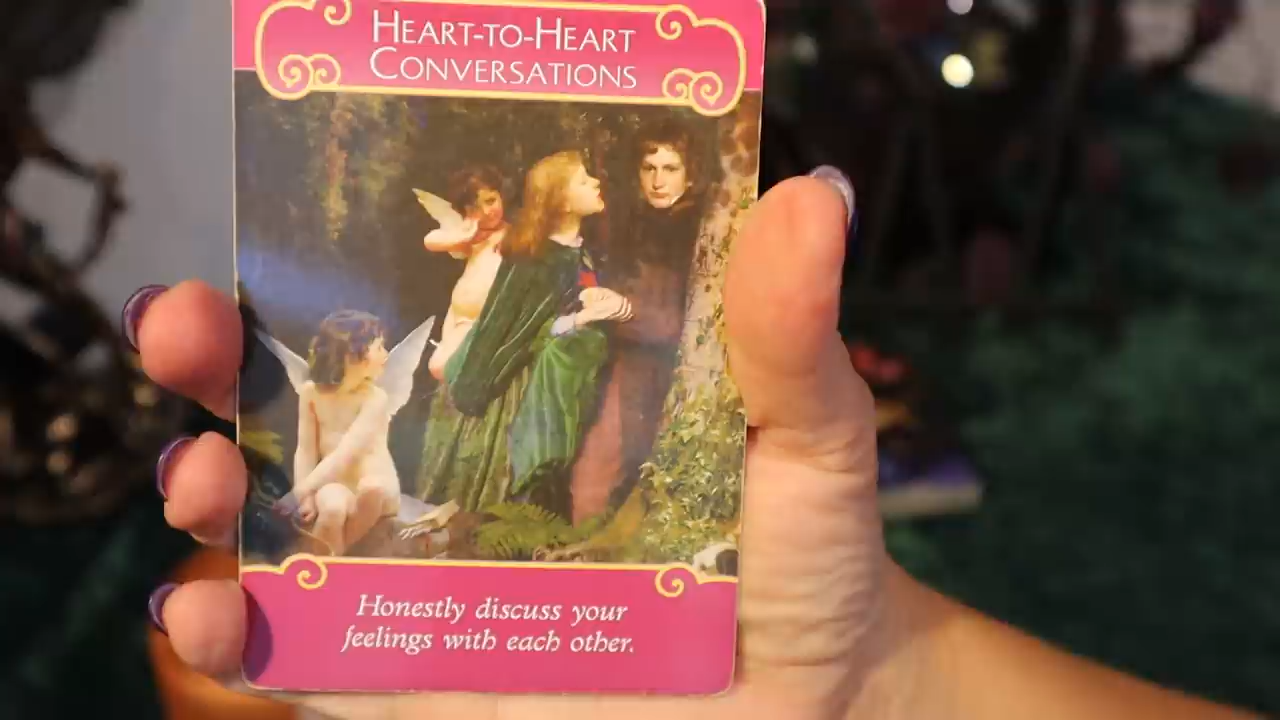 HEART-TO-HEART
CONVERSATIONS
Honestly discuss your
feelings with each other.